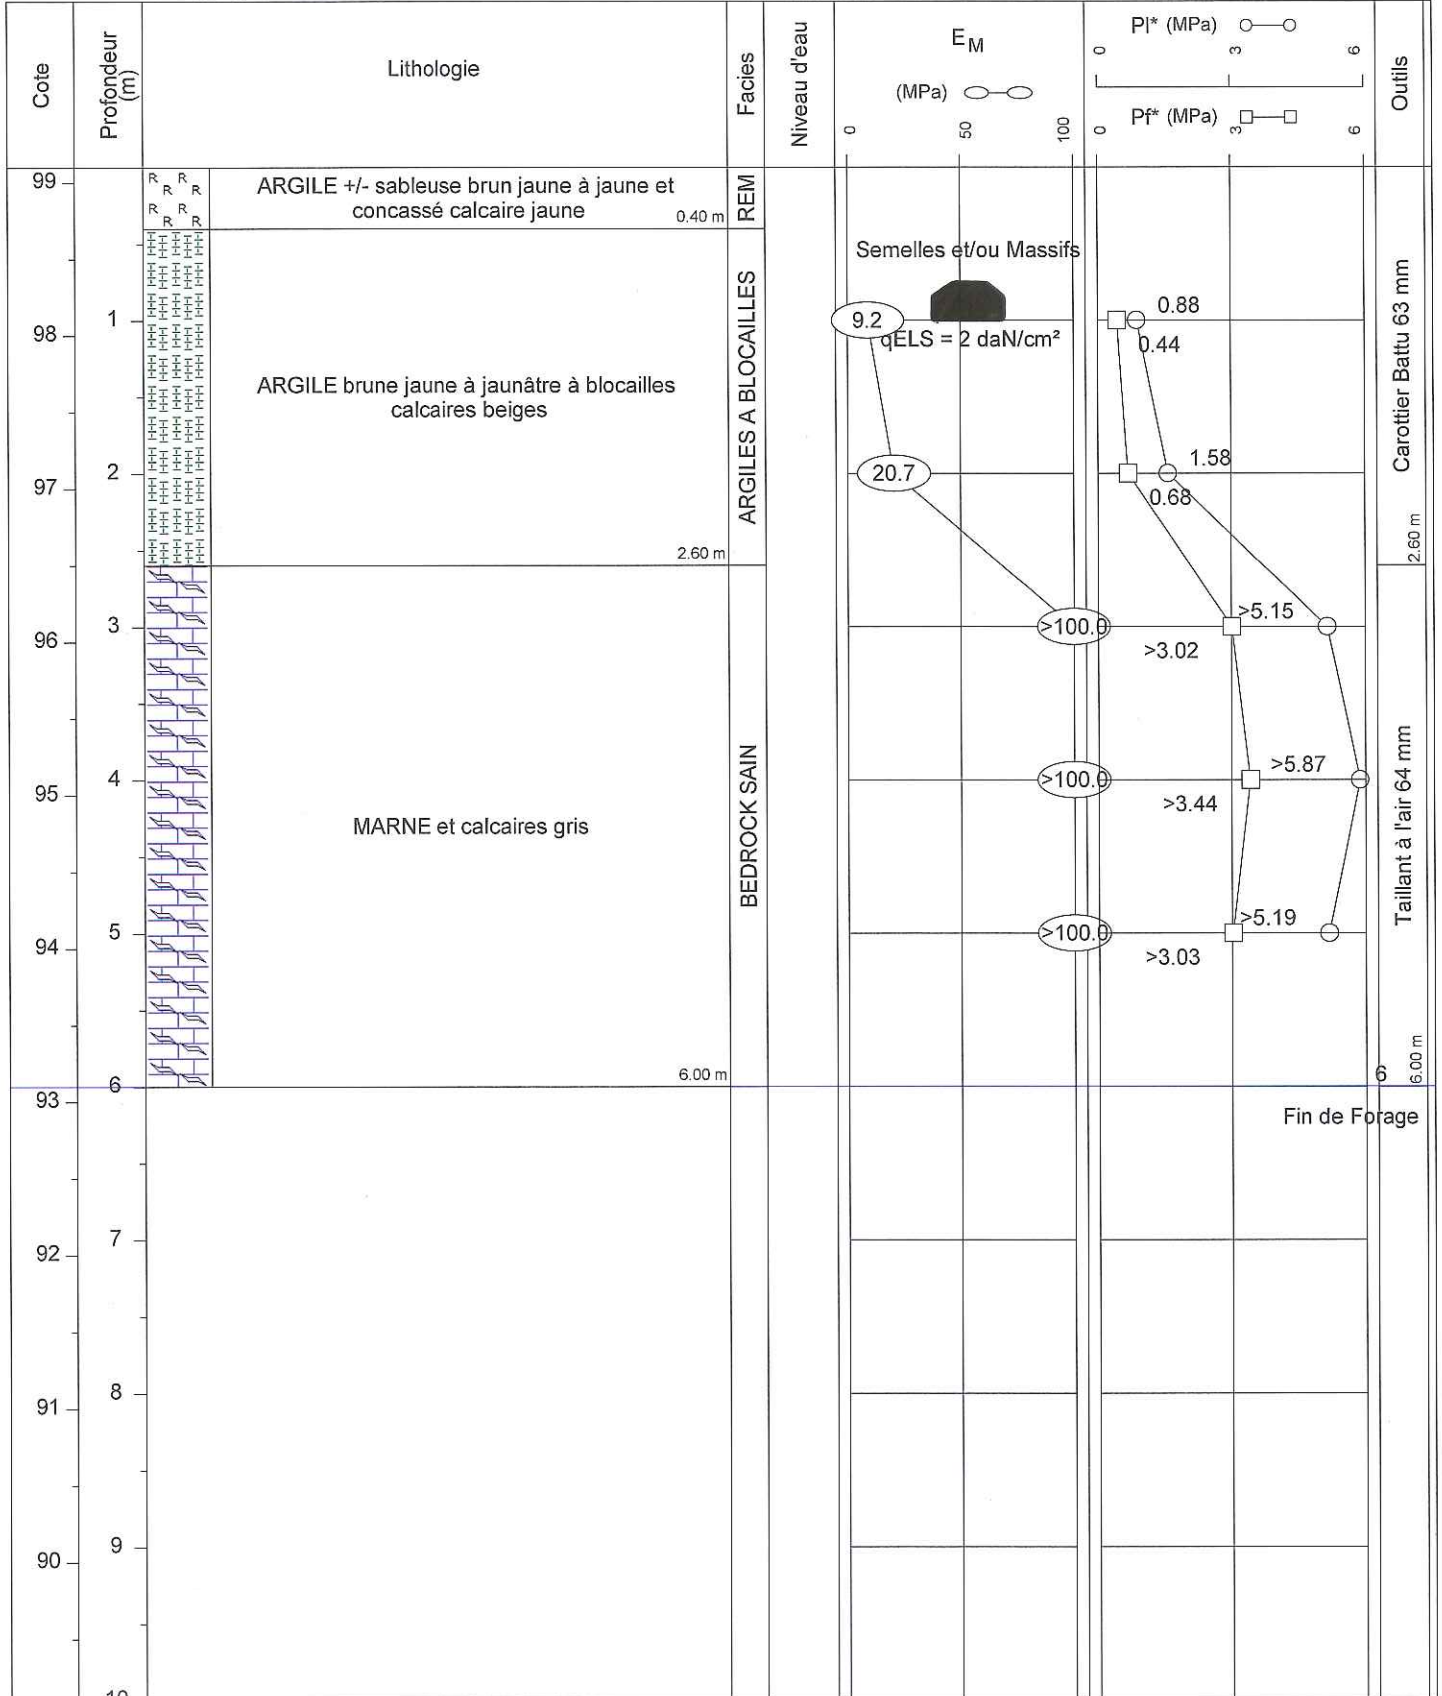 Cote
Profondeur
(m)
Lithologie
Facies
Niveau d'eau
E M
(MPa)
0
50
100
Pl* (MPa)
0
3
6
Pf* (MPa)
0
3
6
Outils
99
98
97
96
95
94
93
92
91
90
1
2
3
4
5
6
7
8
9
R R
R R
R R
R R
ARGILE +/- sableuse brun jaune à jaune et
concassé calcaire jaune
0.40 m
REM
ARGILE brune jaune à jaunâtre à blocailles
calcaires beiges
2.60 m
ARGILES A BLOCAILLES
MARNE et calcaires gris
6.00 m
BEDROCK SAIN
Semelles et/ou Massifs
qELS = 2 daN/cm²
9.2
20.7
>100.0
>100.0
>100.0
0.88
0.44
1.58
0.68
>5.15
>3.02
>5.87
>3.44
>5.19
>3.03
Carottier Battu 63 mm
2.60 m
Taillant à l'air 64 mm
6.00 m
6
Fin de Forage